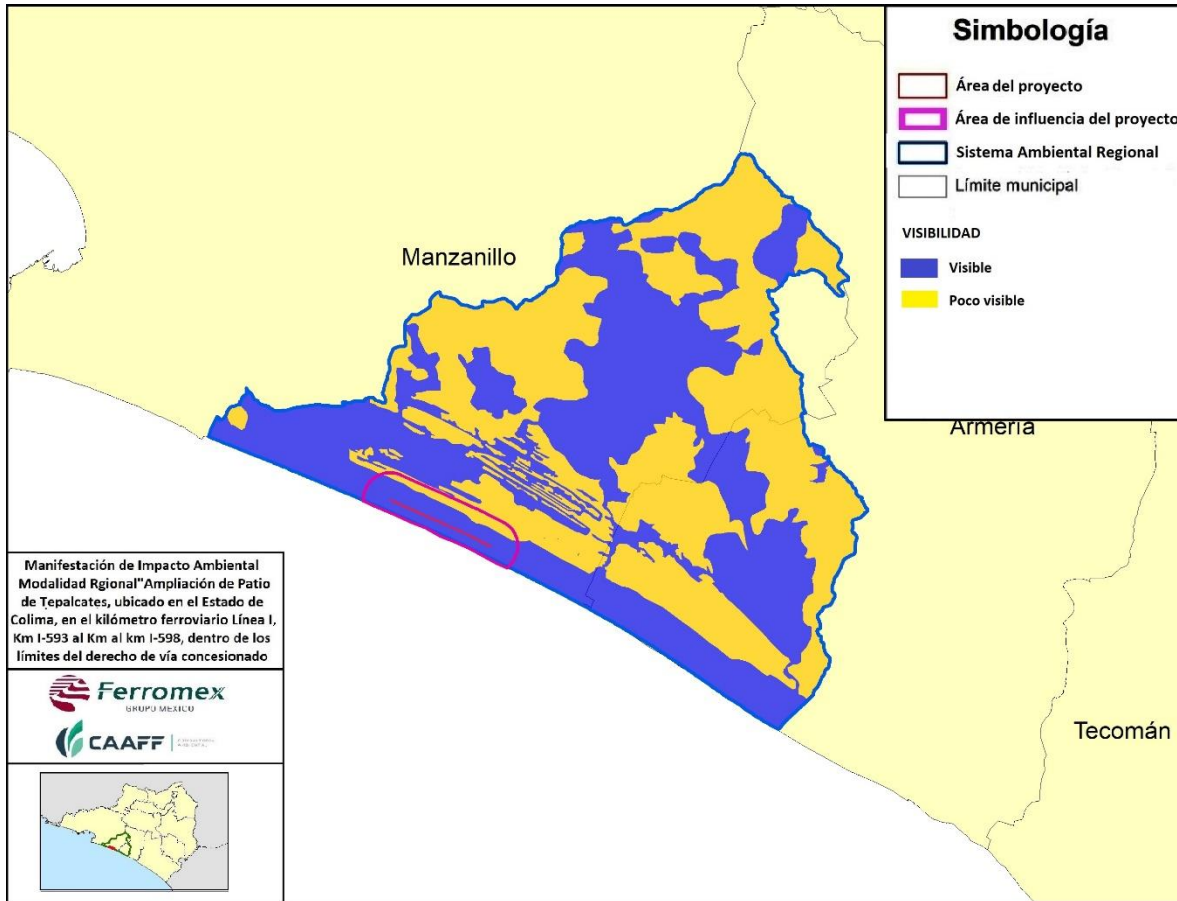 Simbología
Área del proyecto
Área de influencia del proyecto
Sistema Ambiental Regional
Límite municipal
VISIBILIDAD
Visible
Poco visible
Manzanillo
Armería
Tecomán
Manifestación de Impacto Ambiental
Modalidad Rgional"Ampliación de Patio
de Tepalcates, ubicado en el Estado de
Colima, en el kilómetro ferroviario Línea I,
Km I-593 al Km al km I-598, dentro de los
límites del derecho de vía concesionado
Ferromex
GRUPO MEXICO
CAAFF